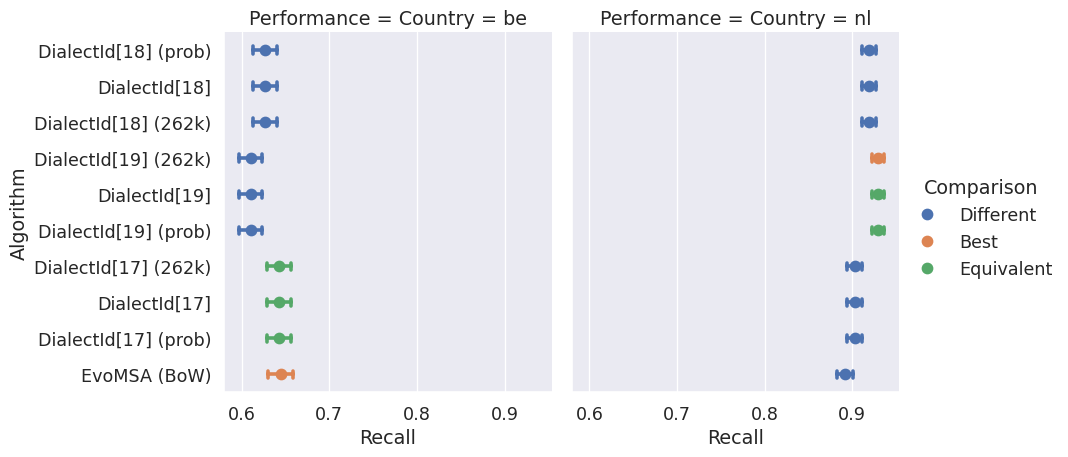 Performance = Country = be
Performance = Country = nl
Algorithm
DialectId[18] (prob)
DialectId[18]
DialectId[18] (262k)
DialectId[19] (262k)
DialectId[19]
DialectId[19] (prob)
DialectId[17] (262k)
DialectId[17]
DialectId[17] (prob)
EvoMSA (BoW)
0.6 0.7 0.8 0.9
0.6 0.7 0.8 0.9
Recall
Recall
Comparison
Different
Best
Equivalent